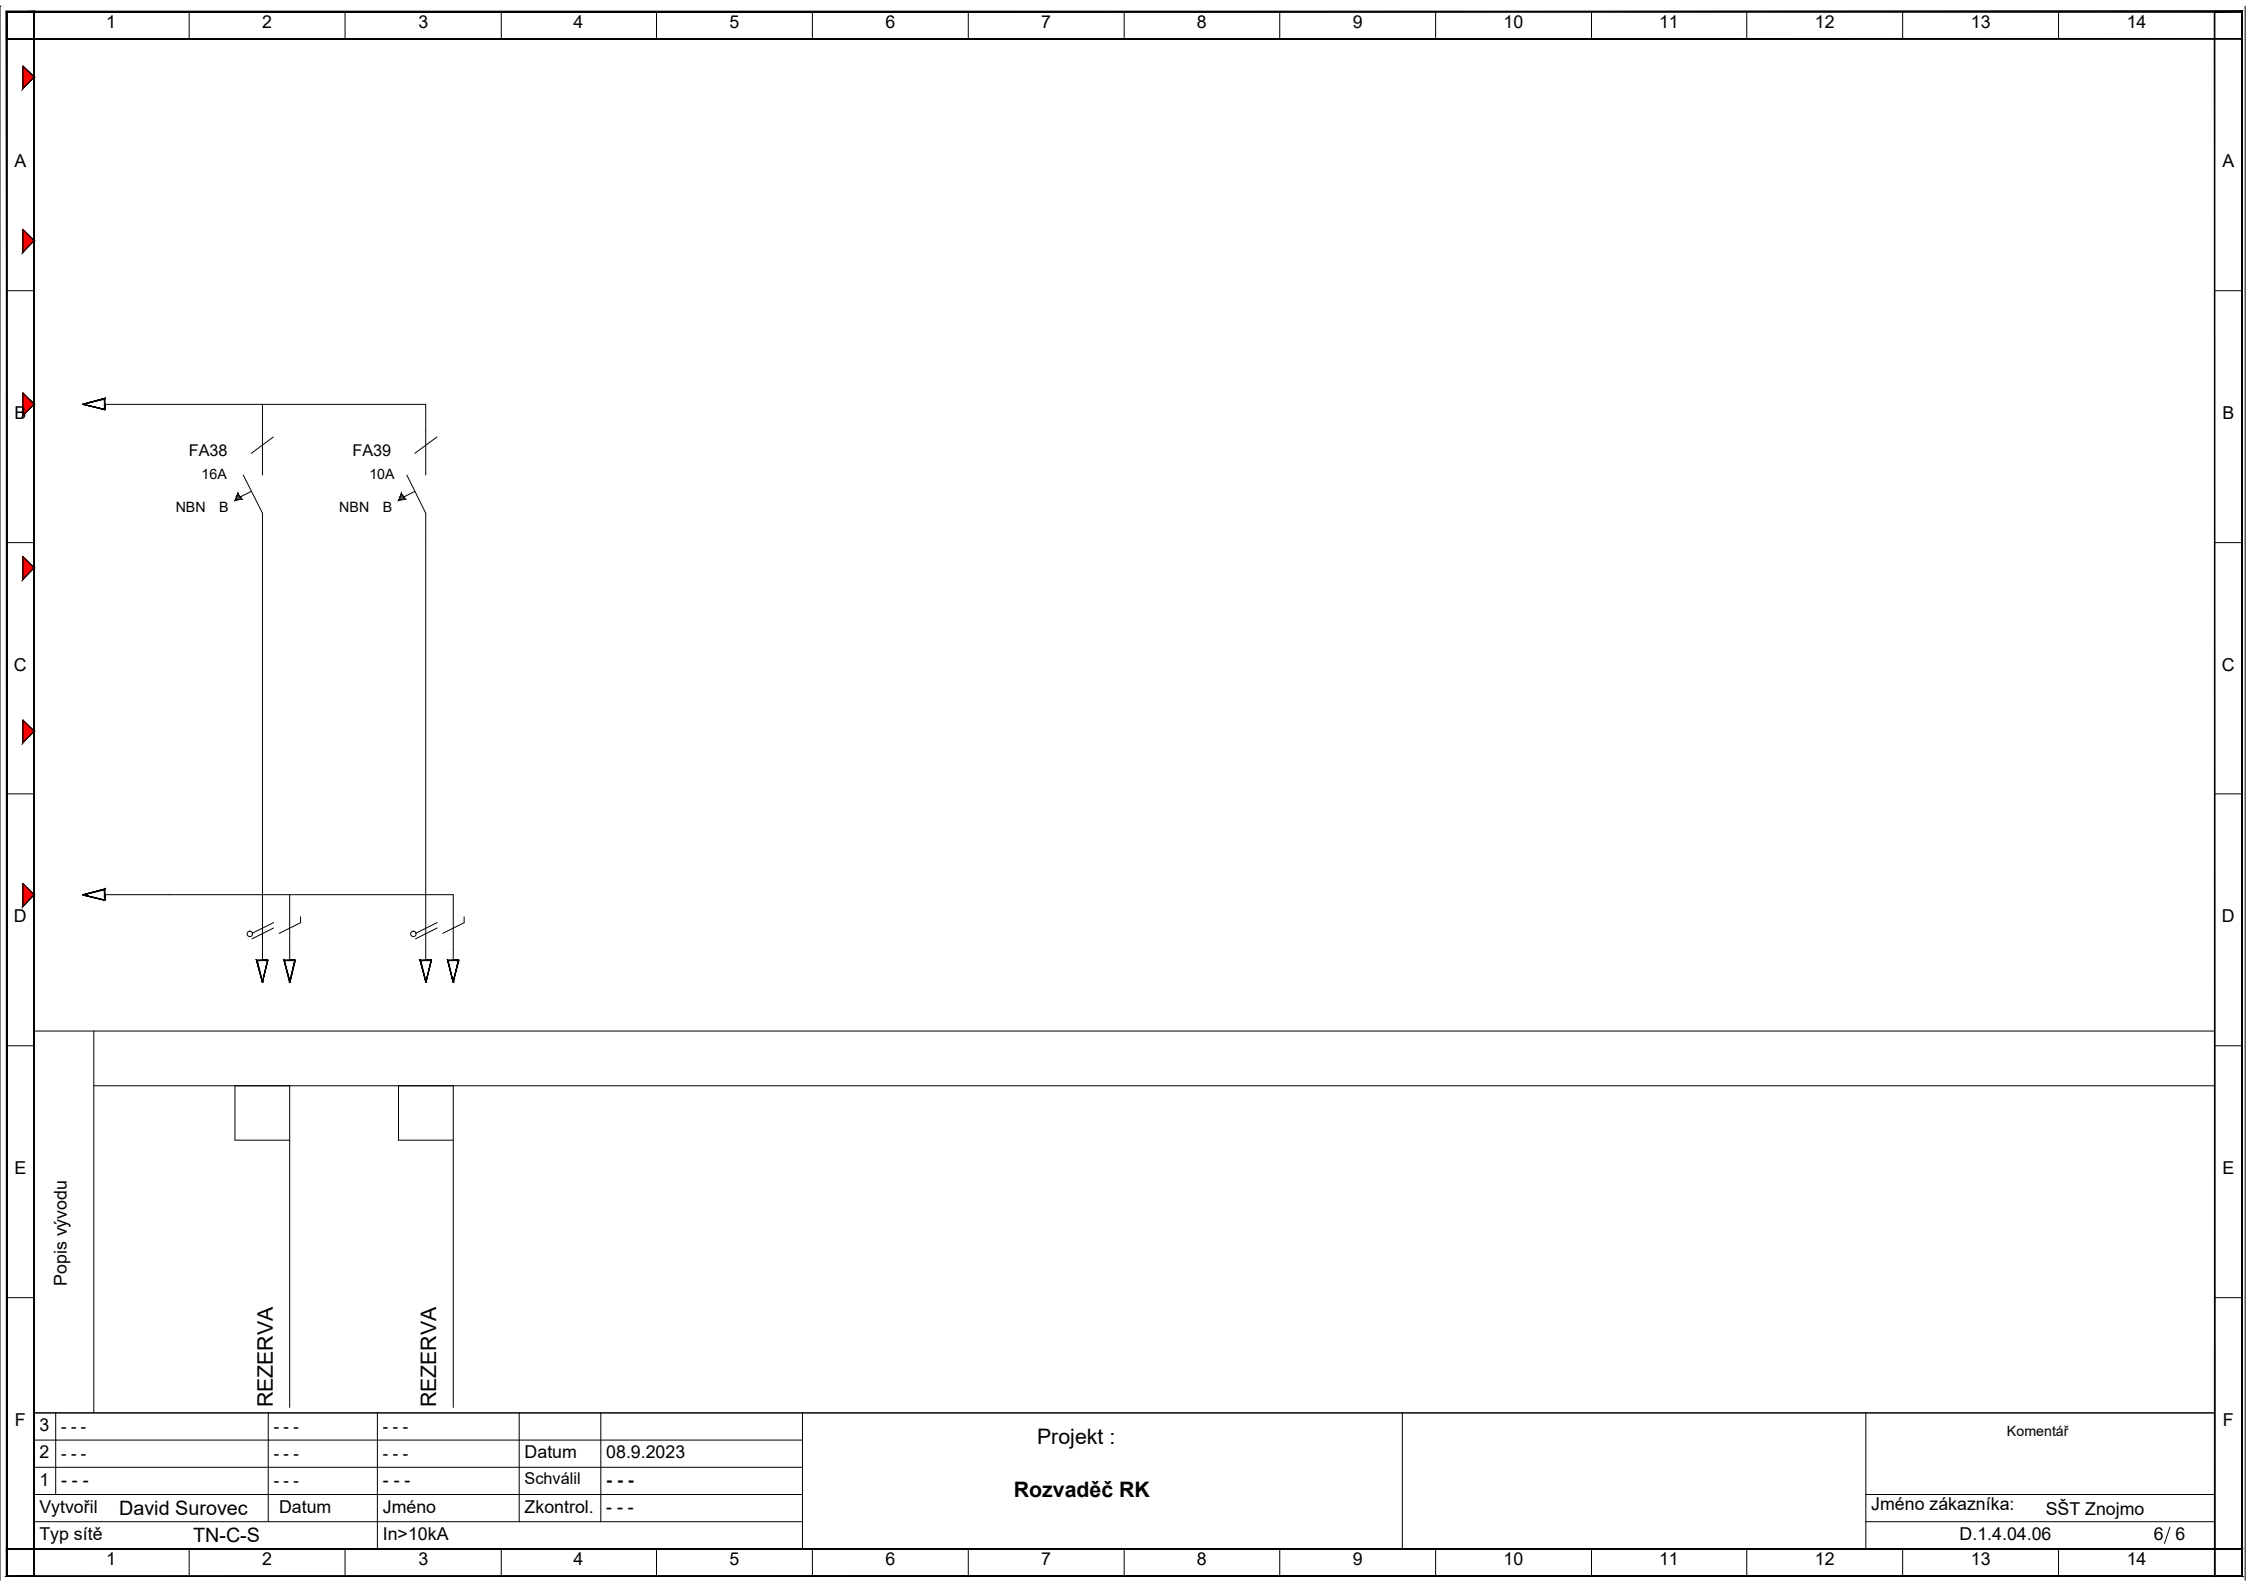 1 2 3 4 5 6 7 8 9 10 11 12 13 14
A A
B B
FA38 FA39
16A 10A
NBN B NBN B
C C
D D
E E
Popis vývodu
REZERVA
REZERVA
F F
3 --- --- ---
2 --- --- --- Datum 08.9.2023
1 --- --- --- Schválil ---
Vytvořil David Surovec Datum Jméno Zkontrol. ---
Typ sítě TN-C-S In>10kA
Projekt :
Rozvaděč RK
Komentář
Jméno zákazníka: SŠT Znojmo
D.1.4.04.06 6/ 6
1 2 3 4 5 6 7 8 9 10 11 12 13 14